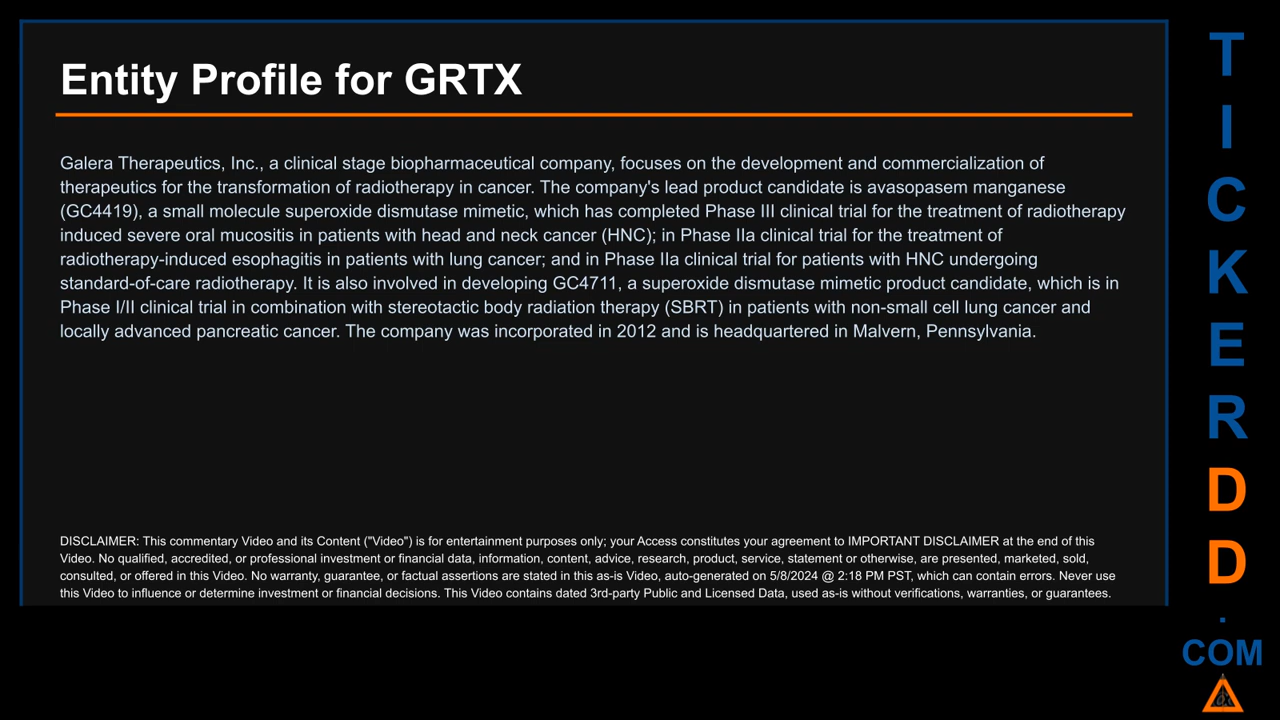 Entity Profile for GRTX
Galera Therapeutics, Inc., a clinical stage biopharmaceutical company, focuses on the development and commercialization of
therapeutics for the transformation of radiotherapy in cancer. The company's lead product candidate is avasopasem manganese
(GC4419), a small molecule superoxide dismutase mimetic, which has completed Phase III clinical trial for the treatment of radiotherapy
induced severe oral mucositis in patients with head and neck cancer (HNC); in Phase IIa clinical trial for the treatment of
radiotherapy-induced esophagitis in patients with lung cancer; and in Phase IIa clinical trial for patients with HNC undergoing
standard-of-care radiotherapy. It is also involved in developing GC4711, a superoxide dismutase mimetic product candidate, which is in
Phase I/II clinical trial in combination with stereotactic body radiation therapy (SBRT) in patients with non-small cell lung cancer and
locally advanced pancreatic cancer. The company was incorporated in 2012 and is headquartered in Malvern, Pennsylvania.
DISCLAIMER: This commentary Video and its Content ("Video") is for entertainment purposes only; your Access constitutes your agreement to IMPORTANT DISCLAIMER at the end of this
Video. No qualified, accredited, or professional investment or financial data, information, content, advice, research, product, service, statement or otherwise, are presented, marketed, sold,
consulted, or offered in this Video. No warranty, guarantee, or factual assertions are stated in this as-is Video, auto-generated on 5/8/2024 @ 2:18 PM PST, which can contain errors. Never use
this Video to influence or determine investment or financial decisions. This Video contains dated 3rd-party Public and Licensed Data, used as-is without verifications, warranties, or guarantees.
T
I
C
K
E
R
D
D
.
COM